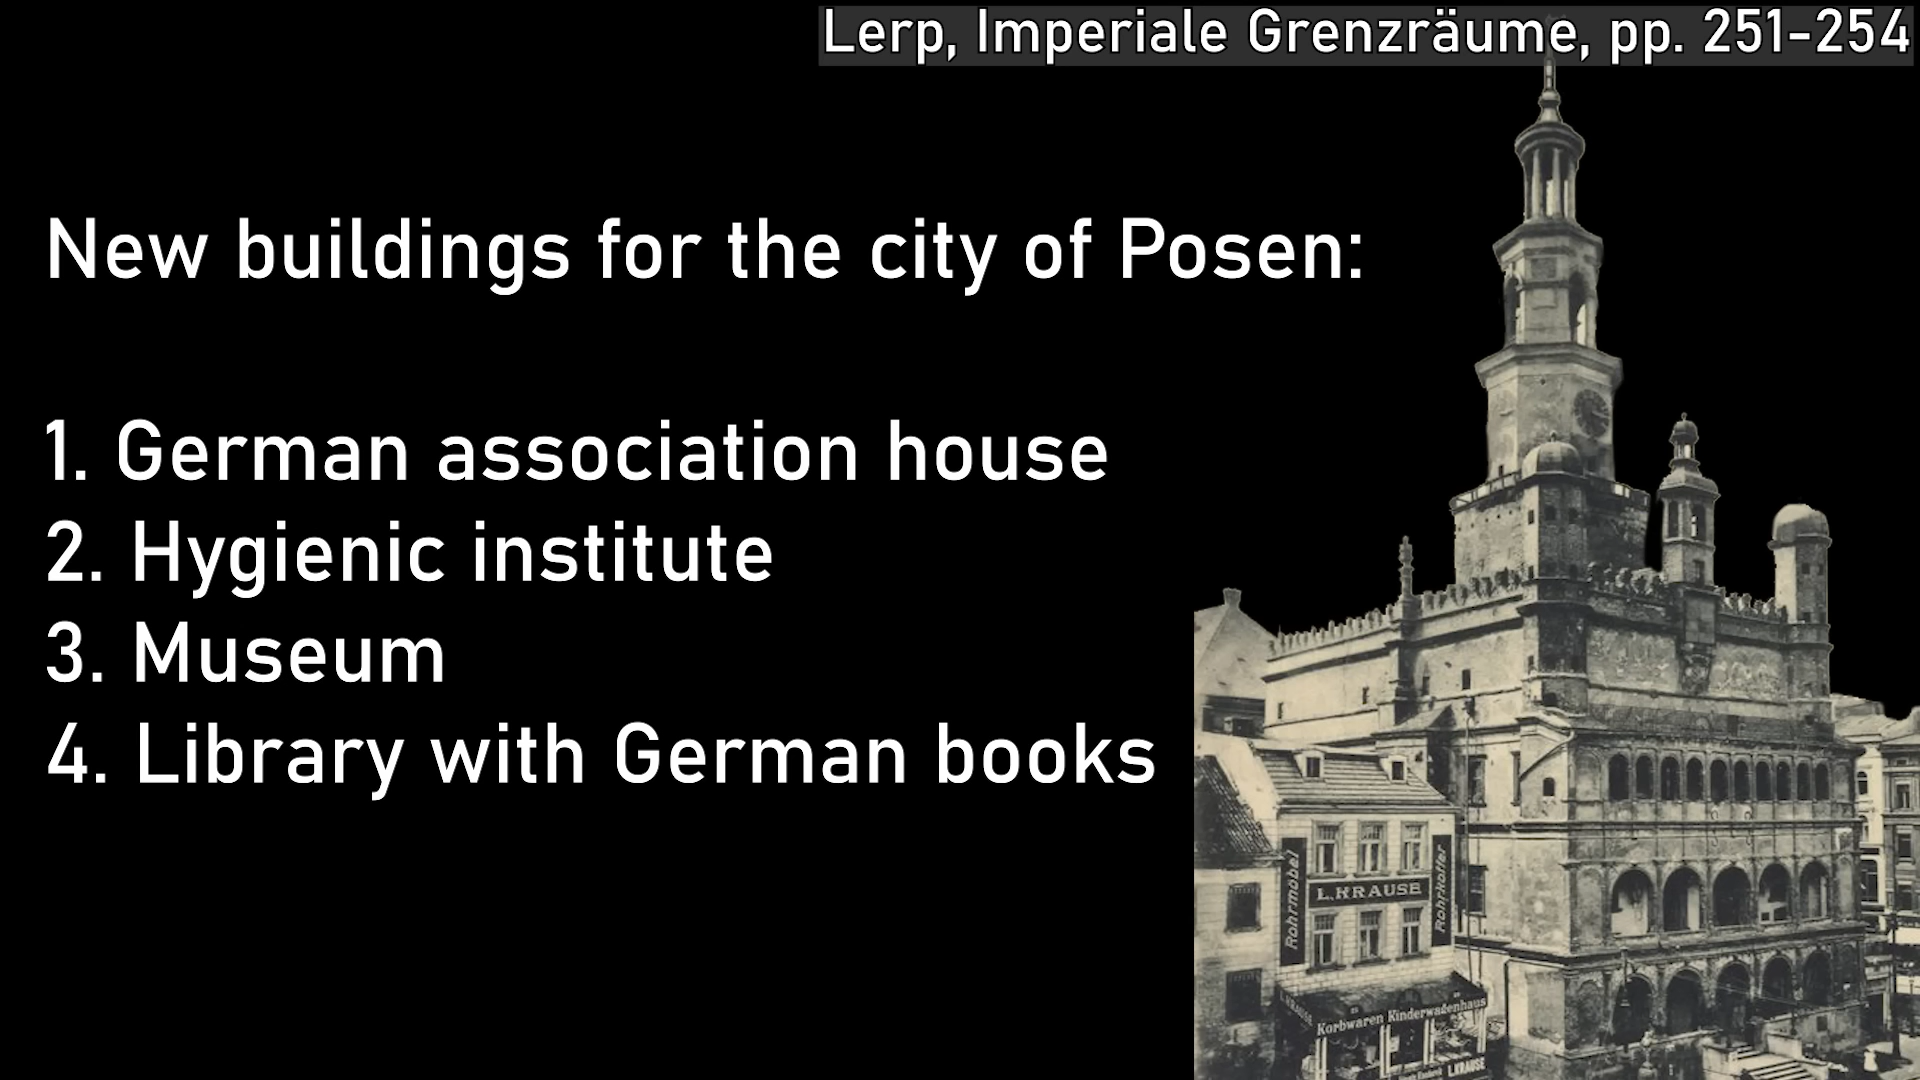 Lerp, Imperiale Grenzräume, pp. 251-254
New buildings for the city of Posen:
1. German association house
2. Hygienic institute
3. Museum
4. Library with German books
Rohrmöbel
L. KRAUSE
Rohrkoffer
L. KRAUSE
Korbwaren Kinderwagenhaus
L. KRAUSE